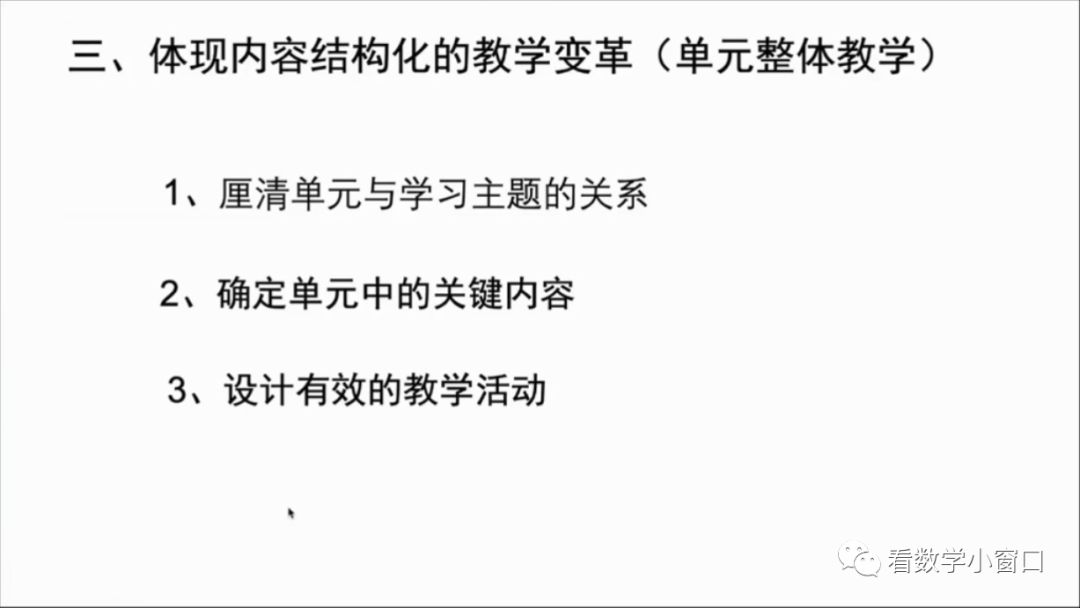 三、体现内容结构化的教学变革（单元整体教学）
1、厘清单元与学习主题的关系
2、确定单元中的关键内容
3、设计有效的教学活动
看数学小窗口